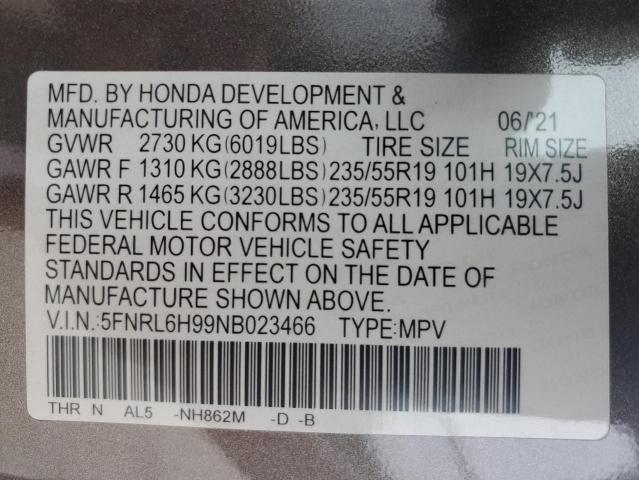 MFD. BY HONDA DEVELOPMENT &
MANUFACTURING OF AMERICA, LLC 06/'21
GVWR 2730 KG(6019LBS) TIRE SIZE RIM SIZE
GAWR F 1310 KG(2888LBS) 235/55R19 101H 19X7.5J
GAWR R 1465 KG(3230LBS) 235/55R19 101H 19X7.5J
THIS VEHICLE CONFORMS TO ALL APPLICABLE
FEDERAL MOTOR VEHICLE SAFETY
STANDARDS IN EFFECT ON THE DATE OF
MANUFACTURE SHOWN ABOVE.
V.I.N.:5FNRL6H99NB023466 TYPE:MPV
THR N AL5 -NH862M -D -B